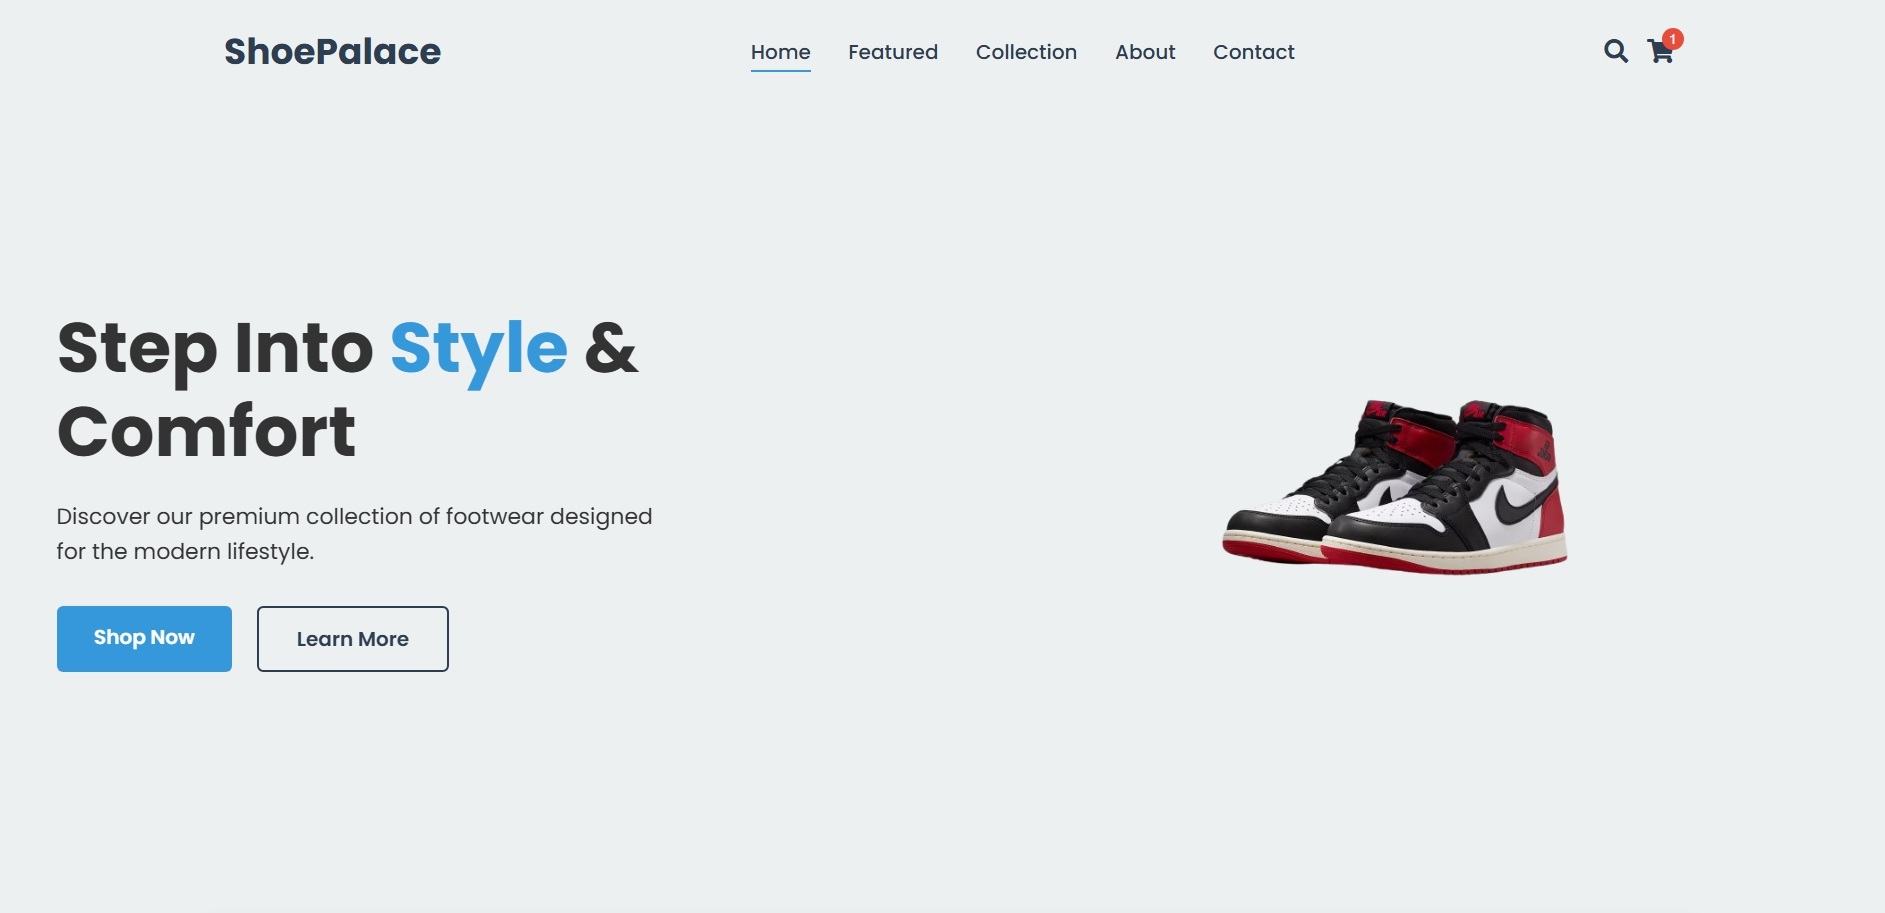 ShoePalace
Home Featured Collection About Contact
1
Step Into Style &
Comfort
Discover our premium collection of footwear designed
for the modern lifestyle.
Shop Now Learn More